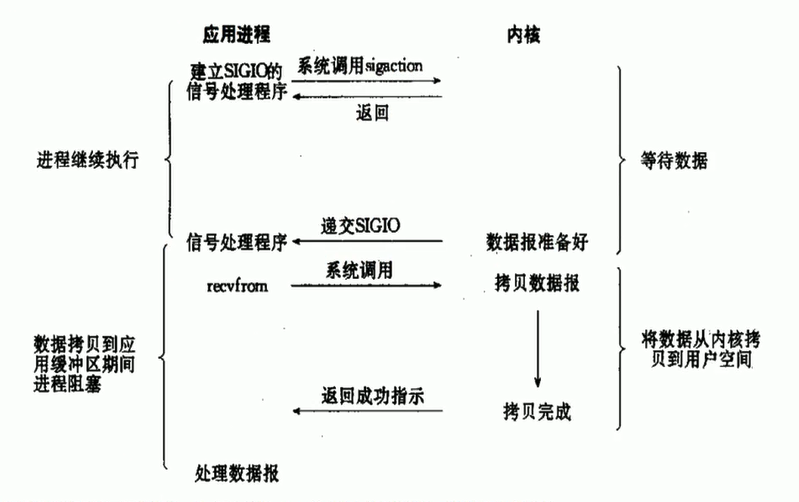 应用进程
内核
建立SIGIO的
信号处理程序
系统调用sigaction
返回
进程继续执行
等待数据
递交SIGIO
信号处理程序
数据报准备好
recvfrom
系统调用
拷贝数据报
数据拷贝到应
用缓冲区期间
进程阻塞
将数据从内核拷
贝到用户空间
返回成功指示
拷贝完成
处理数据报